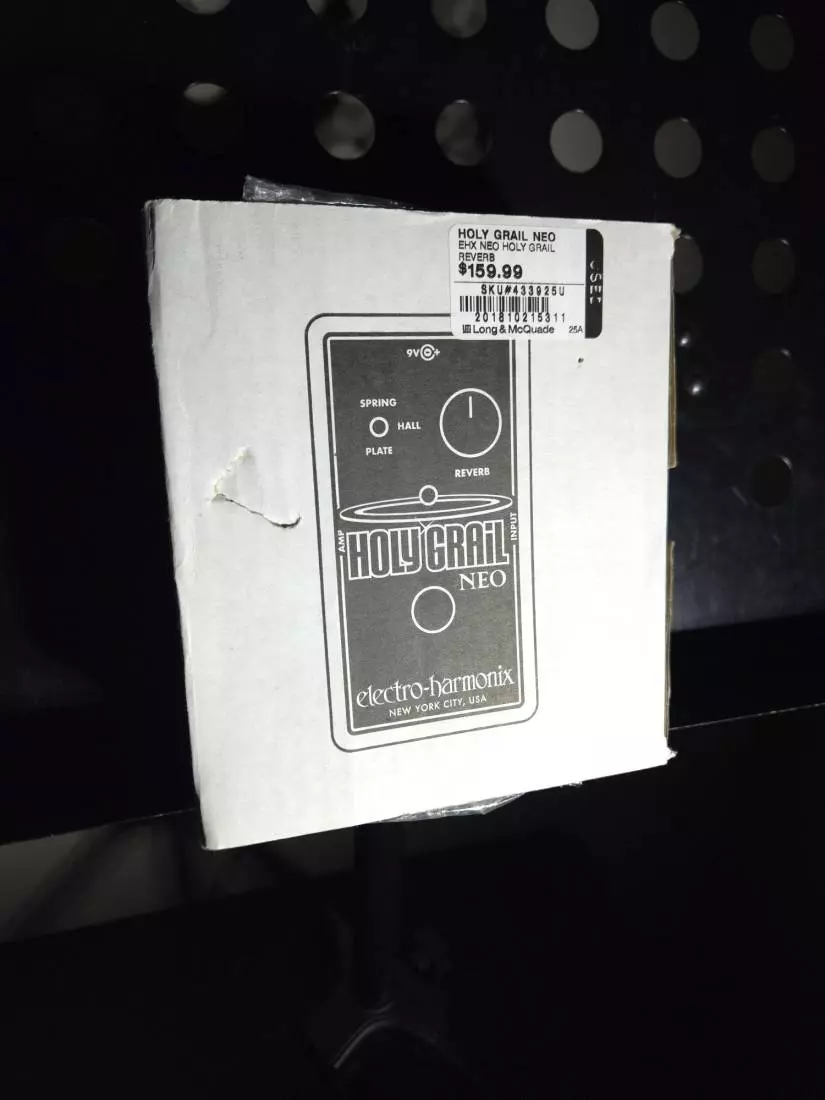 HOLY GRAIL NEO
EHX NEO HOLY GRAIL
REVERB
$159.99
SKU#433925U
201810215311
Long & McQuade 25A
USED
9V +
SPRING
HALL
PLATE
REVERB
AMP
INPUT
HOLY GRAIL
NEO
electro-harmonix
NEW YORK CITY, USA